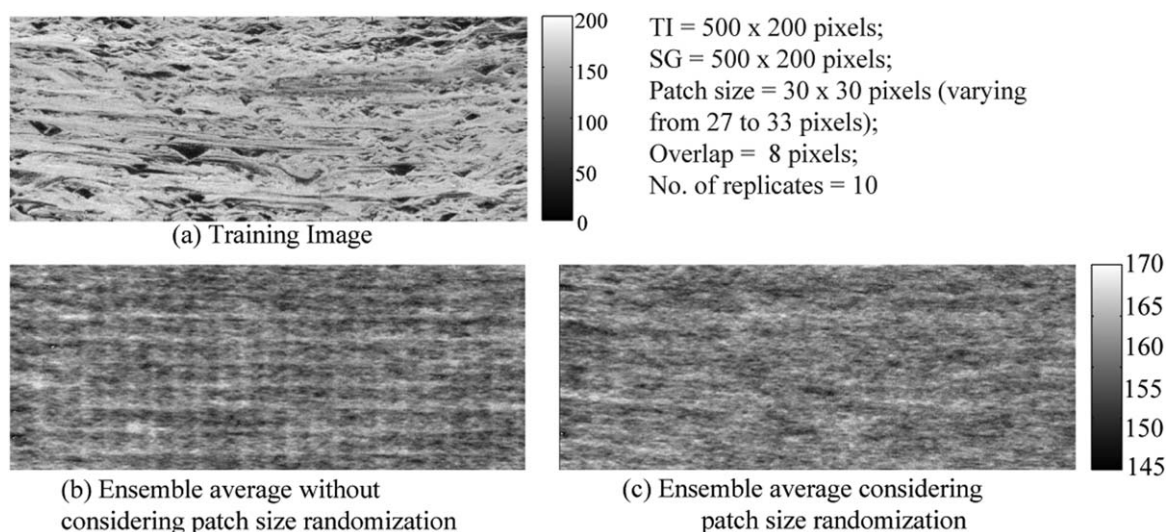 200
150
100
50
0
(a) Training Image
TI = 500 x 200 pixels;
SG = 500 x 200 pixels;
Patch size = 30 x 30 pixels (varying
from 27 to 33 pixels);
Overlap = 8 pixels;
No. of replicates = 10
(b) Ensemble average without
considering patch size randomization
(c) Ensemble average considering
patch size randomization
170
165
160
155
150
145